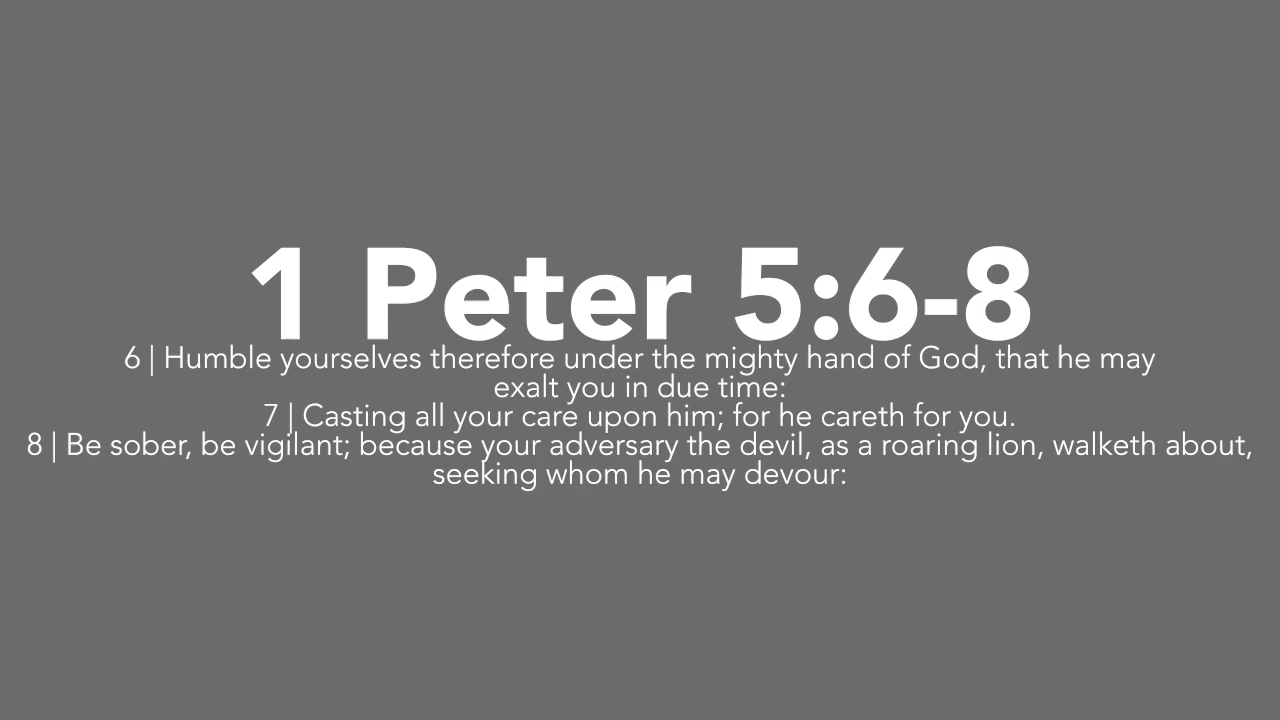 1 Peter 5:6-8
6 | Humble yourselves therefore under the mighty hand of God, that he may
exalt you in due time:
7 | Casting all your care upon him; for he careth for you.
8 | Be sober, be vigilant; because your adversary the devil, as a roaring lion, walketh about,
seeking whom he may devour: